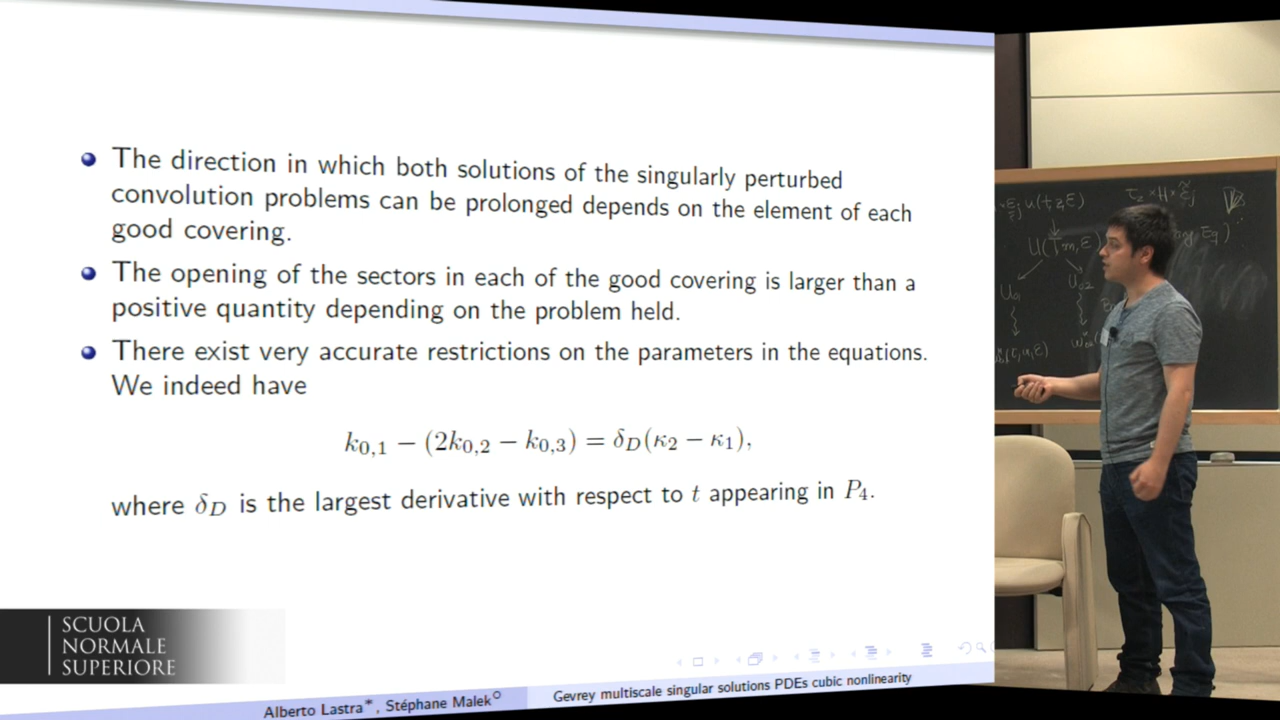 The direction in which both solutions of the singularly perturbed
convolution problems can be prolonged depends on the element of each
good covering.
The opening of the sectors in each of the good covering is larger than a
positive quantity depending on the problem held.
There exist very accurate restrictions on the parameters in the equations.
We indeed have
k₀,₁ − (2k₀,₂ − k₀,₃) = δ_D(κ₂ − κ₁),
where δ_D is the largest derivative with respect to t appearing in P₄.
SCUOLA
NORMALE
SUPERIORE
Alberto Lastra*, Stéphane Malek° Gevrey multiscale singular solutions PDEs cubic nonlinearity